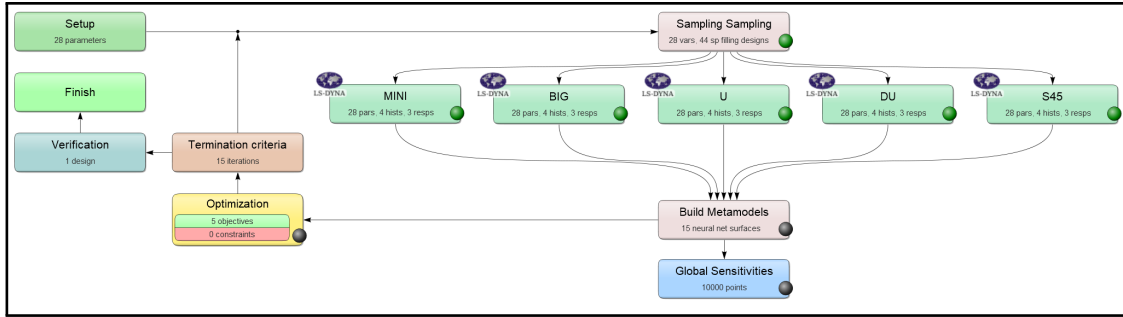 Setup
28 parameters
Sampling Sampling
28 vars, 44 sp filling designs
LS-DYNA
MINI
28 pars, 4 hists, 3 resps
LS-DYNA
BIG
28 pars, 4 hists, 3 resps
LS-DYNA
U
28 pars, 4 hists, 3 resps
LS-DYNA
DU
28 pars, 4 hists, 3 resps
LS-DYNA
S45
28 pars, 4 hists, 3 resps
Finish
Verification
1 design
Termination criteria
15 iterations
Optimization
5 objectives
0 constraints
Build Metamodels
15 neural net surfaces
Global Sensitivities
10000 points